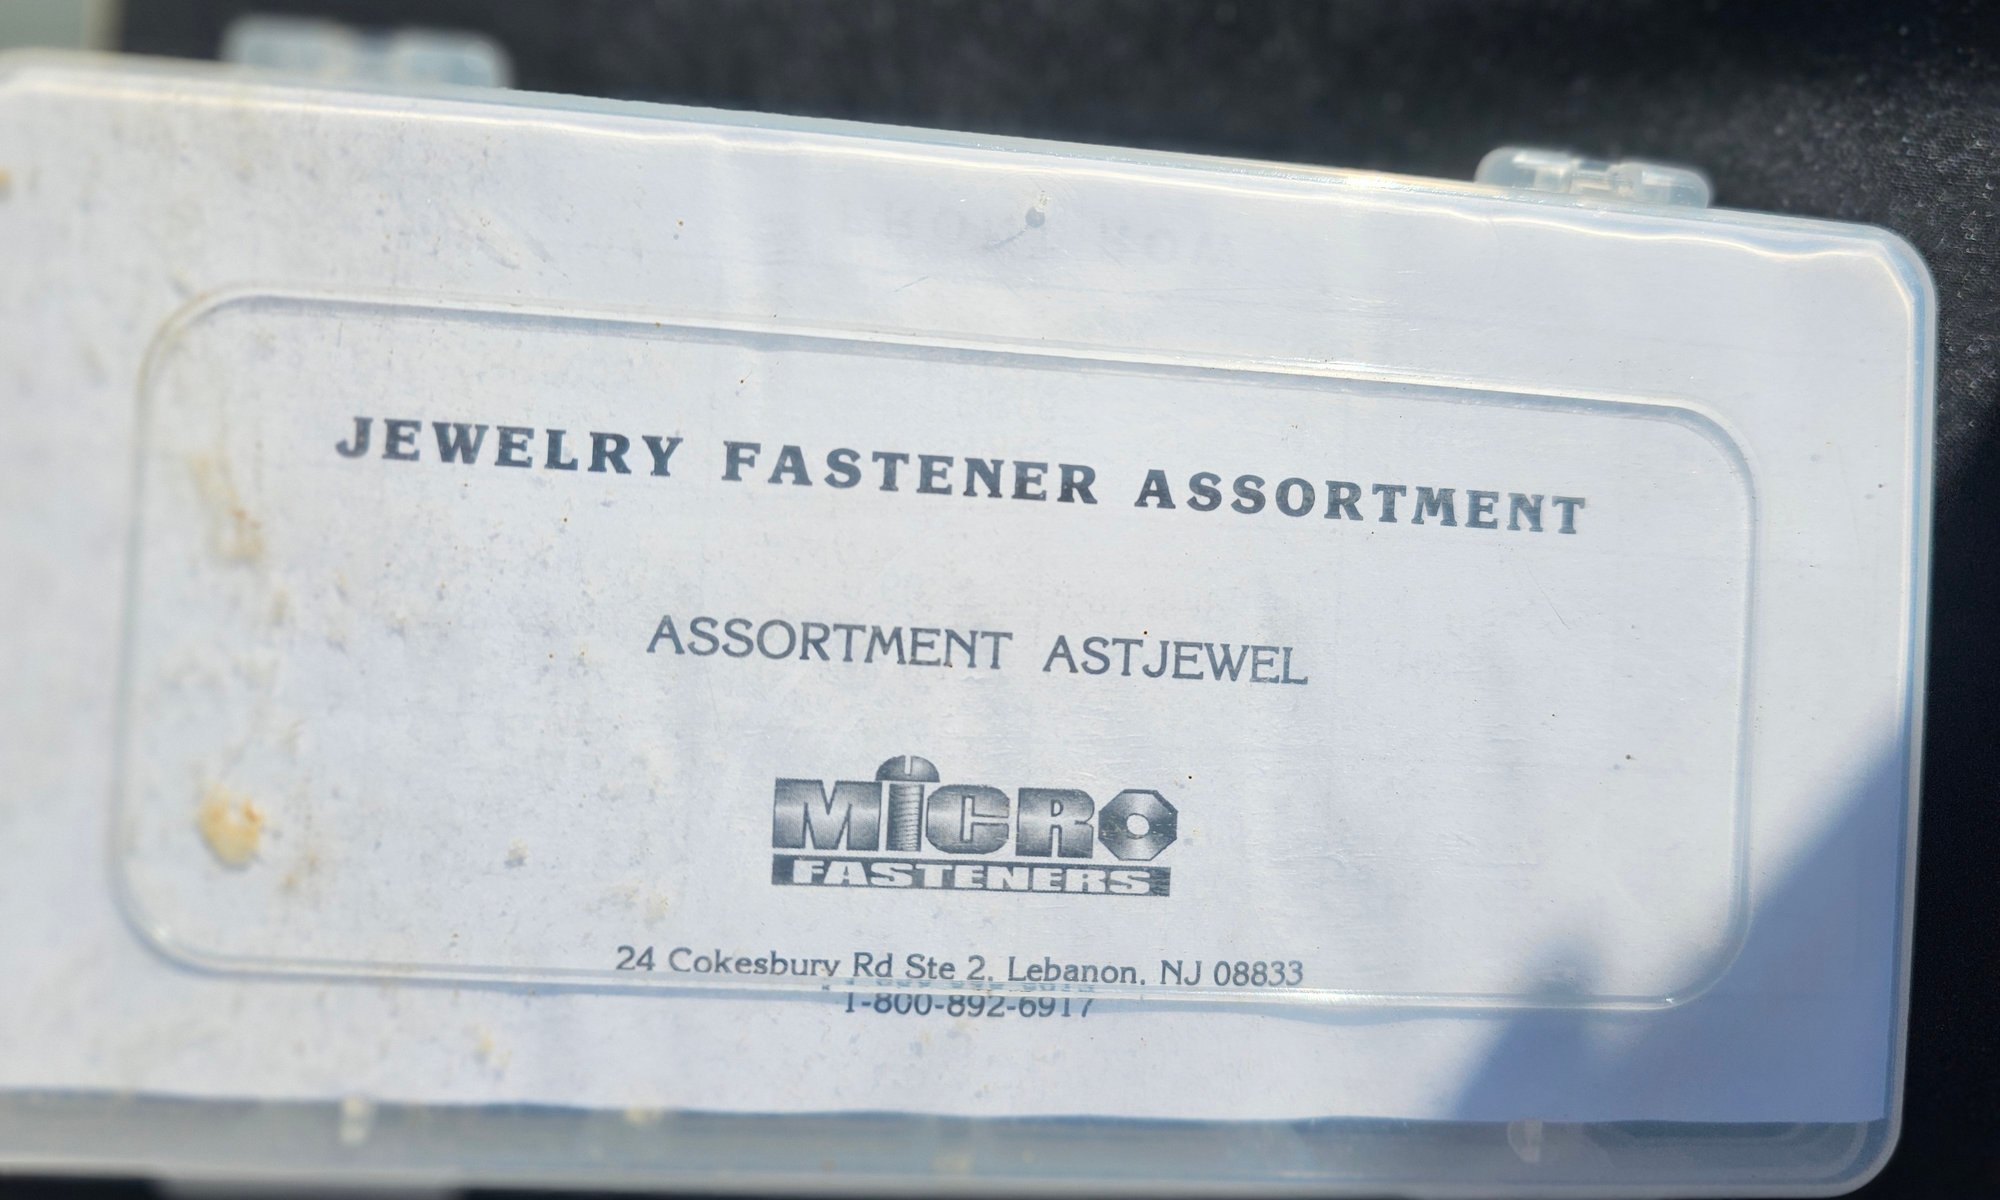 JEWELRY FASTENER ASSORTMENT
ASSORTMENT ASTJEWEL
MiCRO
FASTENERS
24 Cokesbury Rd Ste 2, Lebanon, NJ 08833
1-800-892-6917